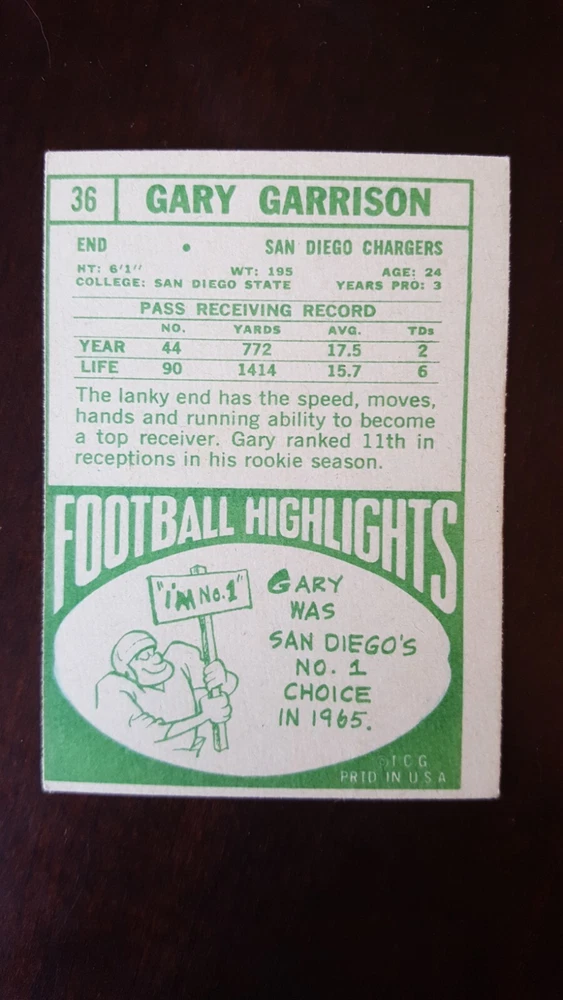 36 GARY GARRISON
END • SAN DIEGO CHARGERS
HT: 6'1" WT: 195 AGE: 24
COLLEGE: SAN DIEGO STATE YEARS PRO: 3
PASS RECEIVING RECORD
NO. YARDS AVG. TDs
YEAR 44 772 17.5 2
LIFE 90 1414 15.7 6
The lanky end has the speed, moves,
hands and running ability to become
a top receiver. Gary ranked 11th in
receptions in his rookie season.
FOOTBALL HIGHLIGHTS
"I'M No.1"
GARY
WAS
SAN DIEGO'S
NO. 1
CHOICE
IN 1965.
T.C.G.
PRTD. IN U.S.A.